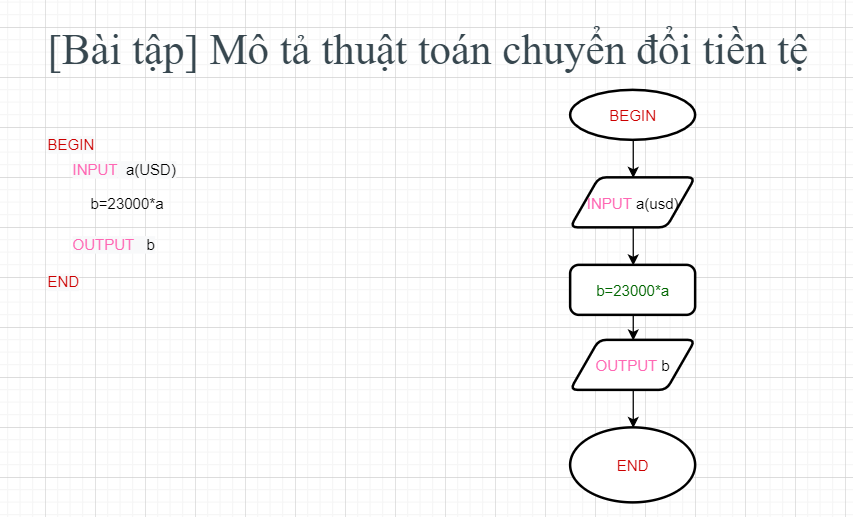 [Bài tập] Mô tả thuật toán chuyển đổi tiền tệ
BEGIN
INPUT a(USD)
b=23000*a
OUTPUT b
END
BEGIN
INPUT a(usd)
b=23000*a
OUTPUT b
END